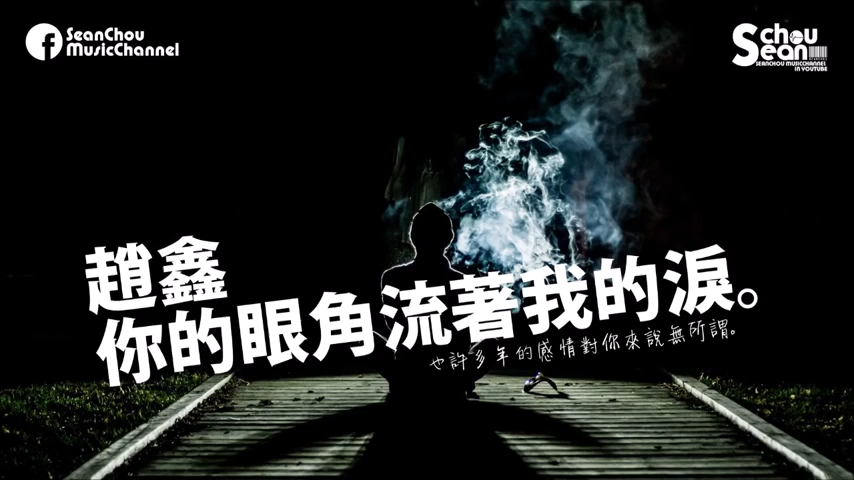 SeanChou
MusicChannel
Schou
Sean
SEANCHOU MUSICCHANNEL
IN YOUTUBE
趙鑫
你的眼角流著我的淚。
也許多年的感情對你來說無所謂。